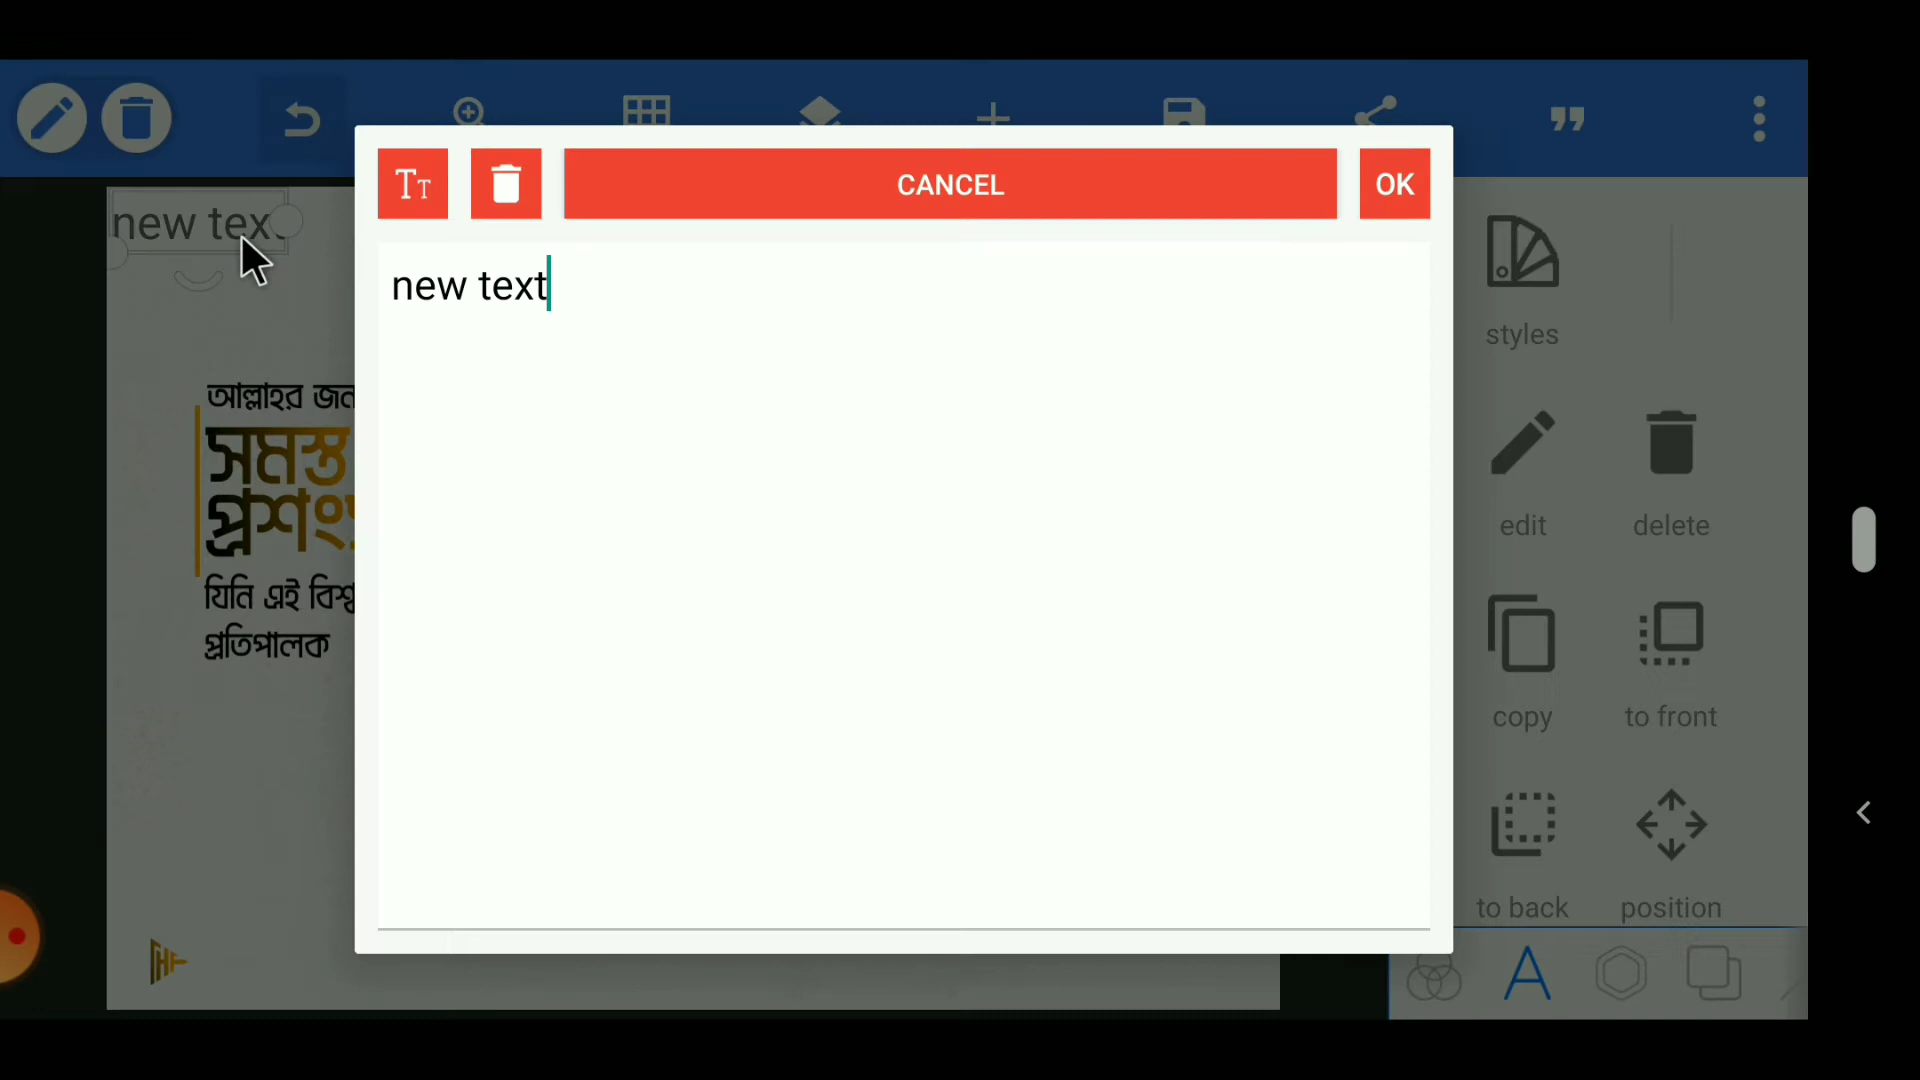 CANCEL
OK
new tex
new text
styles
আল্লাহর জন
সমস্ত
প্রশংস
যিনি এই বিশ্ব
প্রতিপালক
edit
delete
copy
to front
to back
position